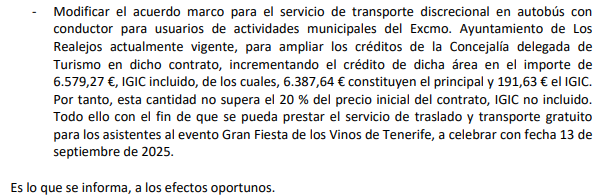 - Modificar el acuerdo marco para el servicio de transporte discrecional en autobús con
conductor para usuarios de actividades municipales del Excmo. Ayuntamiento de Los
Realejos actualmente vigente, para ampliar los créditos de la Concejalía delegada de
Turismo en dicho contrato, incrementando el crédito de dicha área en el importe de
6.579,27 €, IGIC incluido, de los cuales, 6.387,64 € constituyen el principal y 191,63 € el IGIC.
Por tanto, esta cantidad no supera el 20 % del precio inicial del contrato, IGIC no incluido.
Todo ello con el fin de que se pueda prestar el servicio de traslado y transporte gratuito
para los asistentes al evento Gran Fiesta de los Vinos de Tenerife, a celebrar con fecha 13 de
septiembre de 2025.
Es lo que se informa, a los efectos oportunos.